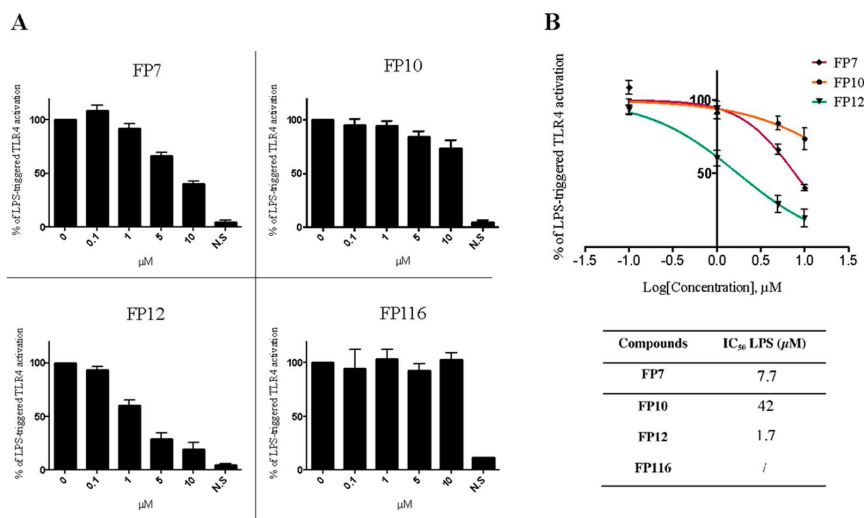 A
B
FP7
% of LPS-triggered TLR4 activation
100
50
0
0 0.1 1 5 10 N.S
µM
FP10
% of LPS-triggered TLR4 activation
100
50
0
0 0.1 1 5 10 N.S
µM
FP12
% of LPS-triggered TLR4 activation
100
50
0
0 0.1 1 5 10 N.S
µM
FP116
% of LPS-triggered TLR4 activation
100
50
0
0 0.1 1 5 10 N.S
µM
% of LPS-triggered TLR4 activation
100
50
FP7
FP10
FP12
-1.5 -1.0 -0.5 0.0 0.5 1.0 1.5
Log[Concentration], µM
Compounds IC50 LPS (µM)
FP7 7.7
FP10 42
FP12 1.7
FP116 i